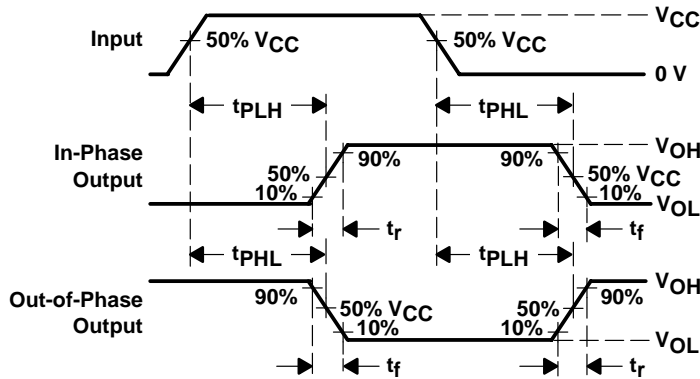 VCC
Input
50% VCC
50% VCC
0 V
tPLH
tPHL
In-Phase
Output
VOH
90%
90%
50%
50% VCC
10%
10%
VOL
tr
tf
tPHL
tPLH
Out-of-Phase
Output
VOH
90%
90%
50% VCC
50%
10%
10%
VOL
tf
tr